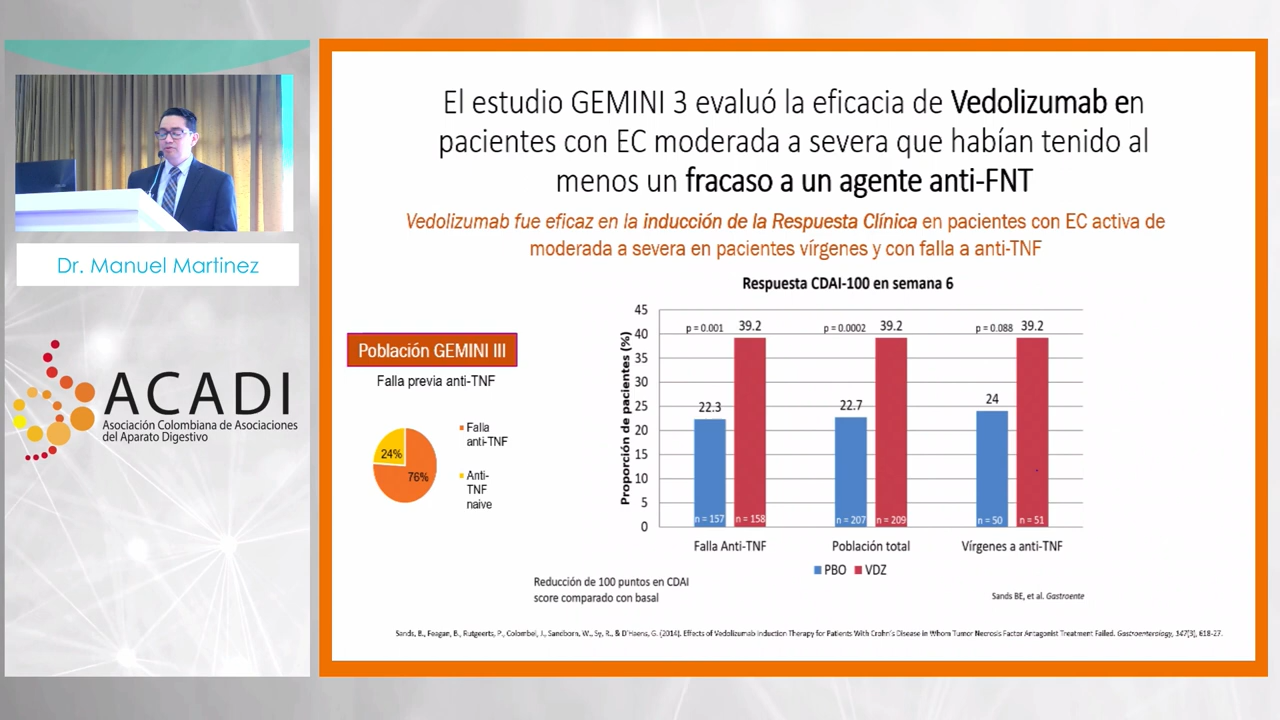 El estudio GEMINI 3 evaluó la eficacia de Vedolizumab en
pacientes con EC moderada a severa que habían tenido al
menos un fracaso a un agente anti-FNT
Vedolizumab fue eficaz en la inducción de la Respuesta Clínica en pacientes con EC activa de
moderada a severa en pacientes vírgenes y con falla a anti-TNF
Dr. Manuel Martinez
ACADI
Asociación Colombiana de Asociaciones
del Aparato Digestivo
Población GEMINI III
Falla previa anti-TNF
24%
76%
Falla
anti-TNF
Anti-
TNF
naive
Respuesta CDAI-100 en semana 6
Proporción de pacientes (%)
45
40
35
30
25
20
15
10
5
0
p = 0.001
39.2
p = 0.0002
39.2
p = 0.088
39.2
22.3
22.7
24
n = 157
n = 158
n = 207
n = 209
n = 50
n = 51
Falla Anti-TNF
Población total
Vírgenes a anti-TNF
PBO
VDZ
Reducción de 100 puntos en CDAI
score comparado con basal
Sands BE, et al. Gastroente
Sands, B., Feagan, B., Rutgeerts, P., Colombel, J., Sandborn, W., Sy, R., & D'Haens, G. (2014). Effects of Vedolizumab Induction Therapy for Patients With Crohn's Disease in Whom Tumor Necrosis Factor Antagonist Treatment Failed. Gastroenterology, 147(3), 618-27.